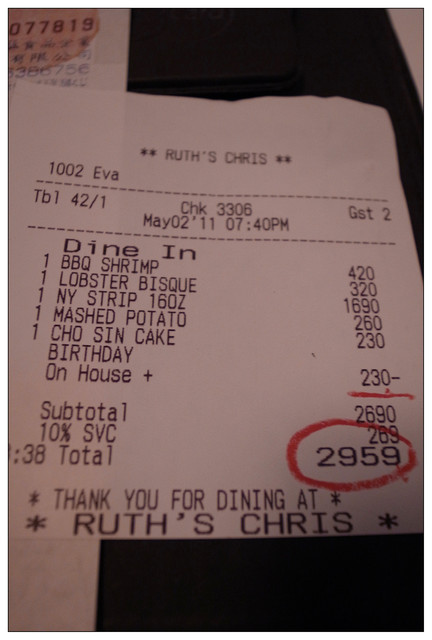 077819
3386756
** RUTH'S CHRIS **
1002 Eva
Tbl 42/1 Chk 3306 Gst 2
May02'11 07:40PM
Dine In
1 BBQ SHRIMP 420
1 LOBSTER BISQUE 320
1 NY STRIP 16OZ 1690
1 MASHED POTATO 260
1 CHO SIN CAKE 230
BIRTHDAY
On House + 230-
Subtotal 2690
10% SVC 269
:38 Total 2959
* THANK YOU FOR DINING AT *
* RUTH'S CHRIS *